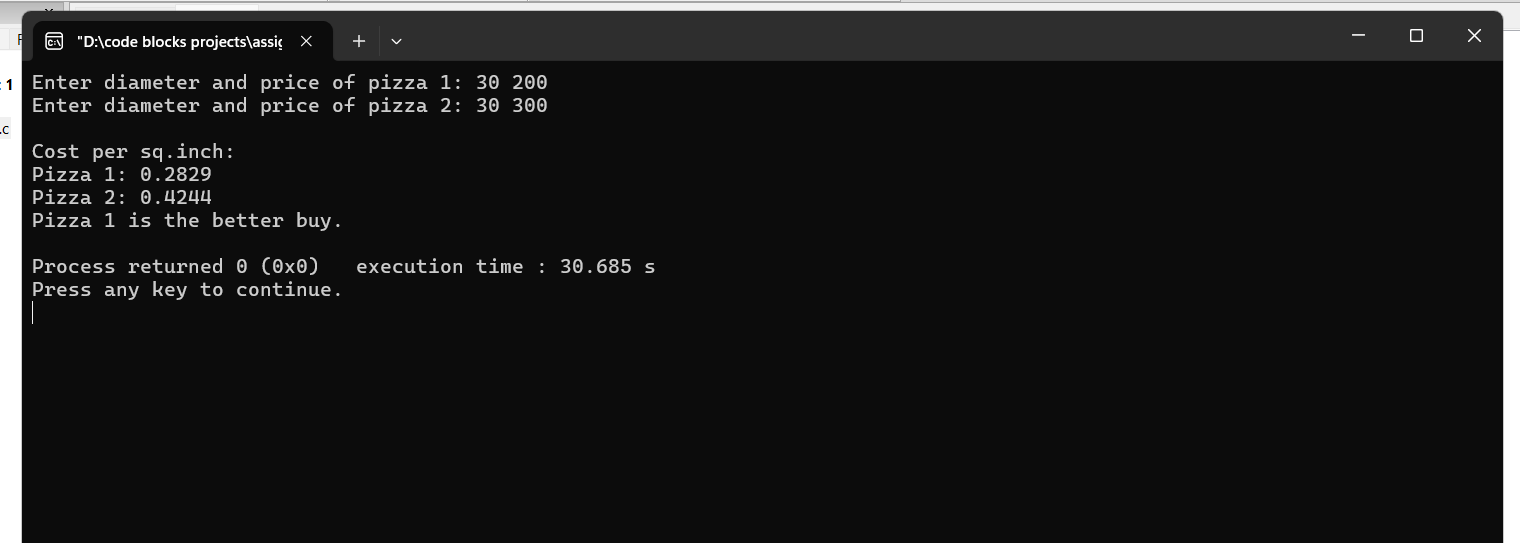 "D:\code blocks projects\assig
1
.c
Enter diameter and price of pizza 1: 30 200
Enter diameter and price of pizza 2: 30 300
Cost per sq.inch:
Pizza 1: 0.2829
Pizza 2: 0.4244
Pizza 1 is the better buy.
Process returned 0 (0x0)   execution time : 30.685 s
Press any key to continue.